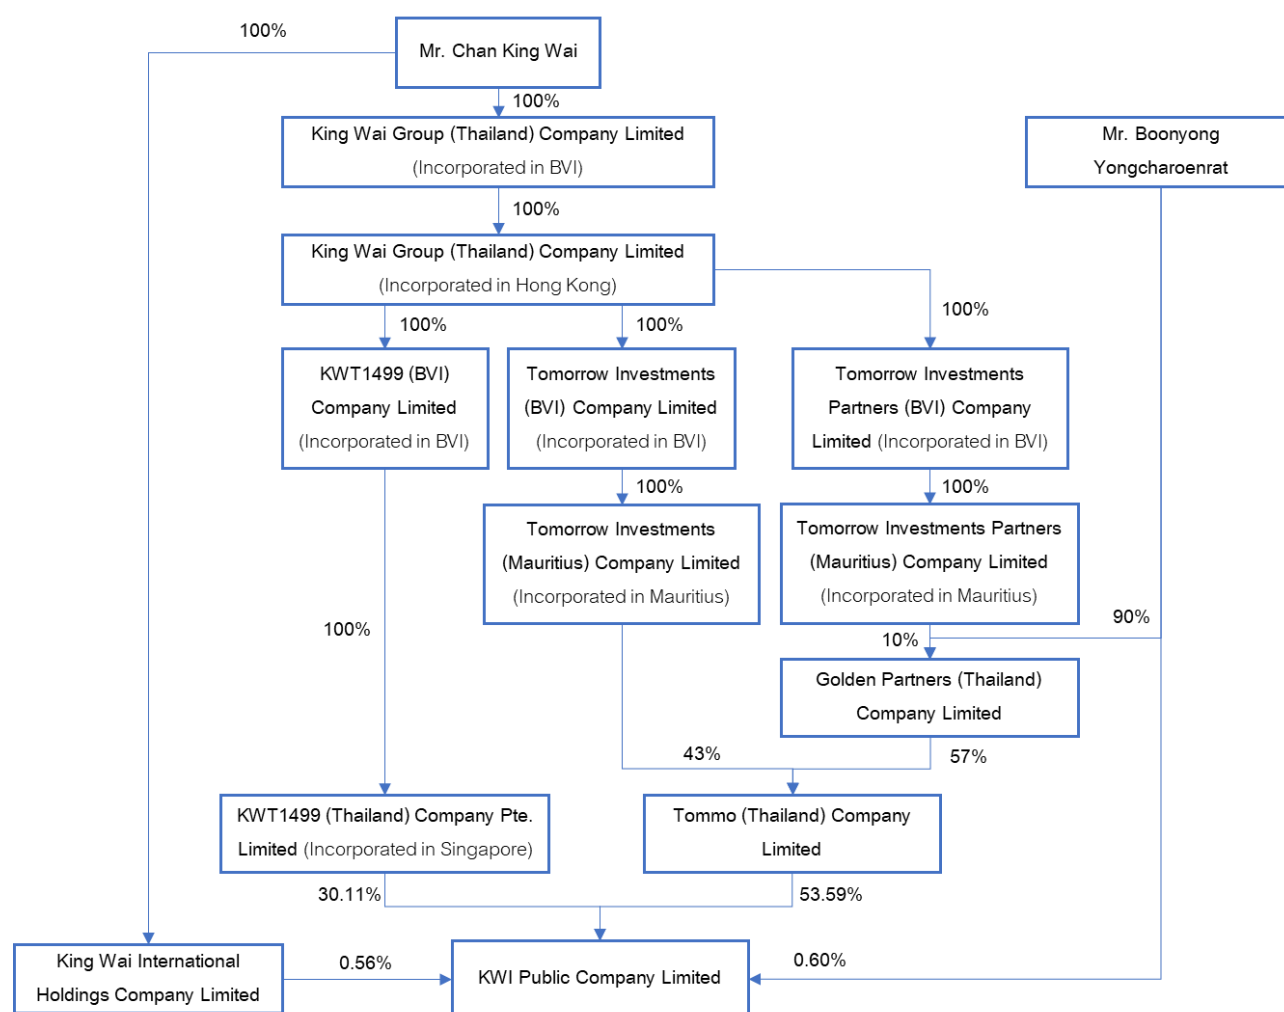 100%
Mr. Chan King Wai
100%
King Wai Group (Thailand) Company Limited
(Incorporated in BVI)
Mr. Boonyong
Yongcharoenrat
100%
King Wai Group (Thailand) Company Limited
(Incorporated in Hong Kong)
100%
100%
100%
KWT1499 (BVI)
Company Limited
(Incorporated in BVI)
Tomorrow Investments
(BVI) Company Limited
(Incorporated in BVI)
Tomorrow Investments
Partners (BVI) Company
Limited (Incorporated in BVI)
100%
100%
Tomorrow Investments
(Mauritius) Company Limited
(Incorporated in Mauritius)
Tomorrow Investments Partners
(Mauritius) Company Limited
(Incorporated in Mauritius)
100%
10%
90%
Golden Partners (Thailand)
Company Limited
43%
57%
KWT1499 (Thailand) Company Pte.
Limited (Incorporated in Singapore)
Tommo (Thailand) Company
Limited
30.11%
53.59%
King Wai International
Holdings Company Limited
0.56%
KWI Public Company Limited
0.60%